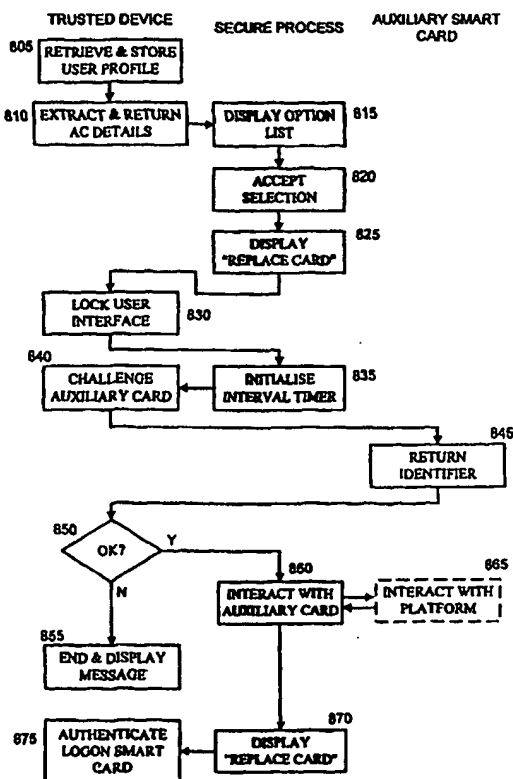 TRUSTED DEVICE
SECURE PROCESS
AUXILIARY SMART
CARD
805
RETRIEVE & STORE
USER PROFILE
810
EXTRACT & RETURN
AC DETAILS
DISPLAY OPTION
LIST
815
ACCEPT
SELECTION
820
DISPLAY
"REPLACE CARD"
825
LOCK USER
INTERFACE
830
840
CHALLENGE
AUXILIARY CARD
INITIALISE
INTERVAL TIMER
835
845
RETURN
IDENTIFIER
850
OK?
Y
N
860
INTERACT WITH
AUXILIARY CARD
865
INTERACT WITH
PLATFORM
855
END & DISPLAY
MESSAGE
870
DISPLAY
"REPLACE CARD"
875
AUTHENTICATE
LOGON SMART
CARD